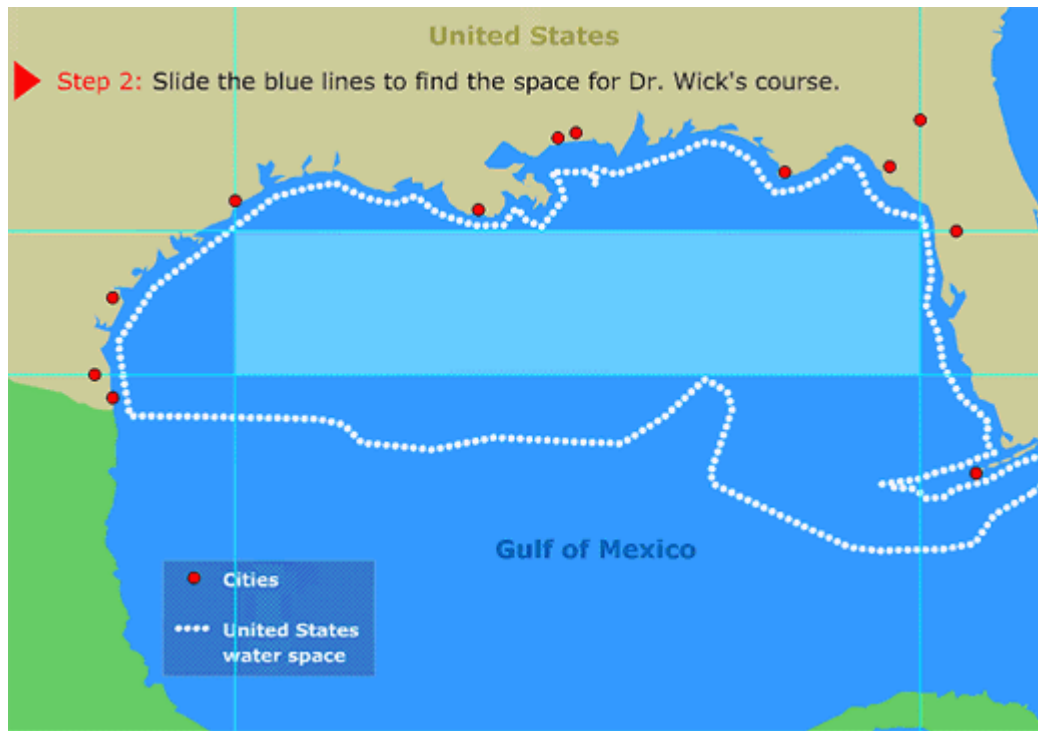 United States
Step 2: Slide the blue lines to find the space for Dr. Wick's course.
Gulf of Mexico
Cities
United States
water space